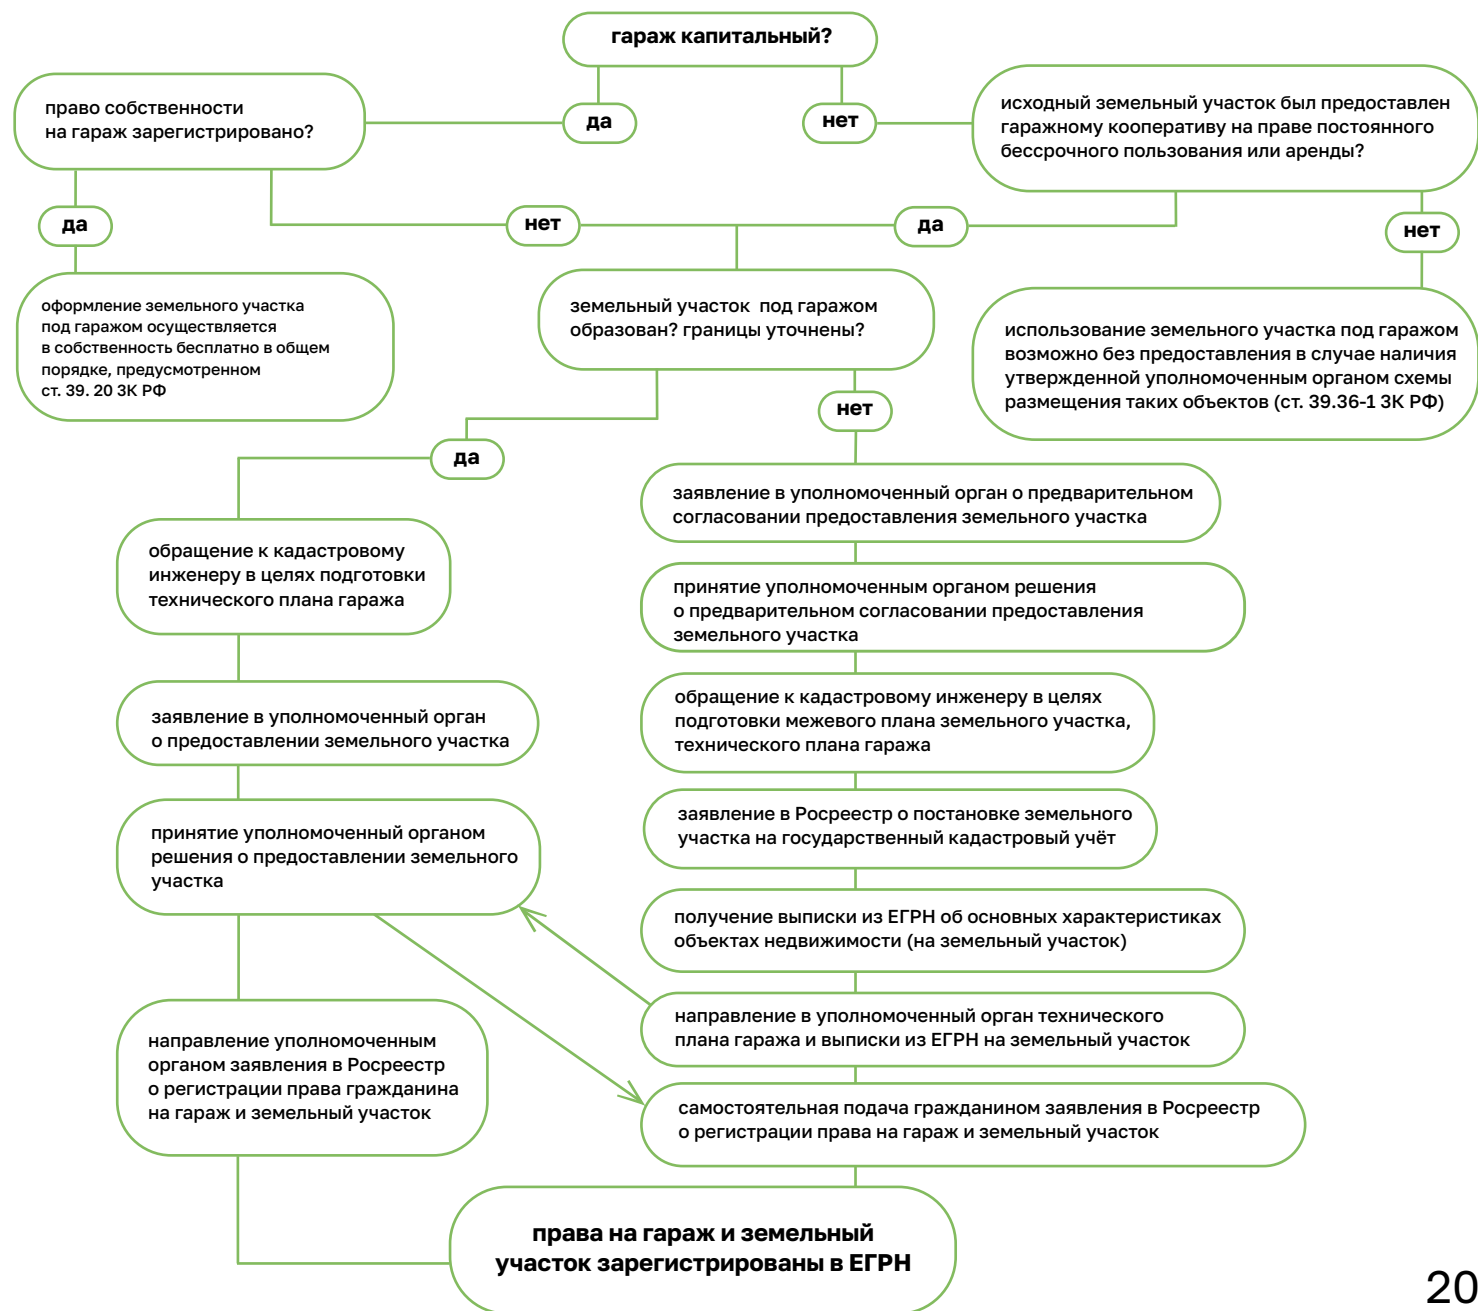 гараж капитальный?
да
нет
право собственности
на гараж зарегистрировано?
исходный земельный участок был предоставлен
гаражному кооперативу на праве постоянного
бессрочного пользования или аренды?
да
нет
да
нет
оформление земельного участка
под гаражом осуществляется
в собственность бесплатно в общем
порядке, предусмотренном
ст. 39. 20 ЗК РФ
земельный участок под гаражом
образован? границы уточнены?
использование земельного участка под гаражом
возможно без предоставления в случае наличия
утвержденной уполномоченным органом схемы
размещения таких объектов (ст. 39.36-1 ЗК РФ)
нет
да
обращение к кадастровому
инженеру в целях подготовки
технического плана гаража
заявление в уполномоченный орган
о предоставлении земельного участка
принятие уполномоченный органом
решения о предоставлении земельного
участка
направление уполномоченным
органом заявления в Росреестр
о регистрации права гражданина
на гараж и земельный участок
заявление в уполномоченный орган о предварительном
согласовании предоставления земельного участка
принятие уполномоченным органом решения
о предварительном согласовании предоставления
земельного участка
обращение к кадастровому инженеру в целях
подготовки межевого плана земельного участка,
технического плана гаража
заявление в Росреестр о постановке земельного
участка на государственный кадастровый учёт
получение выписки из ЕГРН об основных характеристиках
объектах недвижимости (на земельный участок)
направление в уполномоченный орган технического
плана гаража и выписки из ЕГРН на земельный участок
самостоятельная подача гражданином заявления в Росреестр
о регистрации права на гараж и земельный участок
права на гараж и земельный
участок зарегистрированы в ЕГРН
20